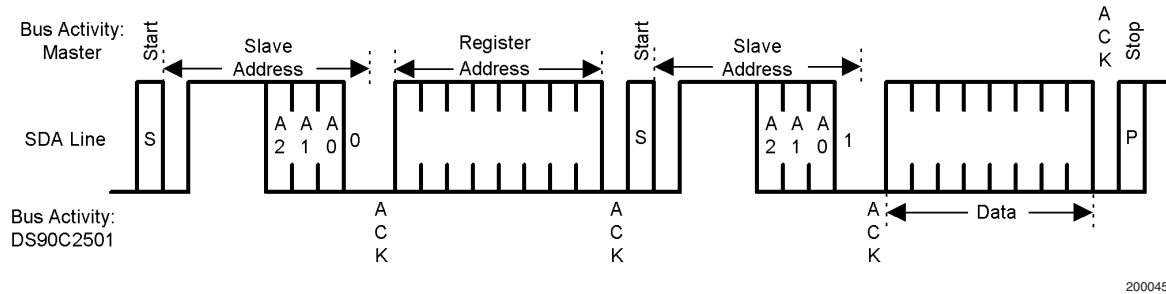 Bus Activity:
Master
Start
Slave
Address
Register
Address
Start
Slave
Address
A
C
K
Stop
SDA Line
S
A
2
A
1
A
0
0
S
A
2
A
1
A
0
1
P
Bus Activity:
DS90C2501
A
C
K
A
C
K
A
C
K
Data
200045